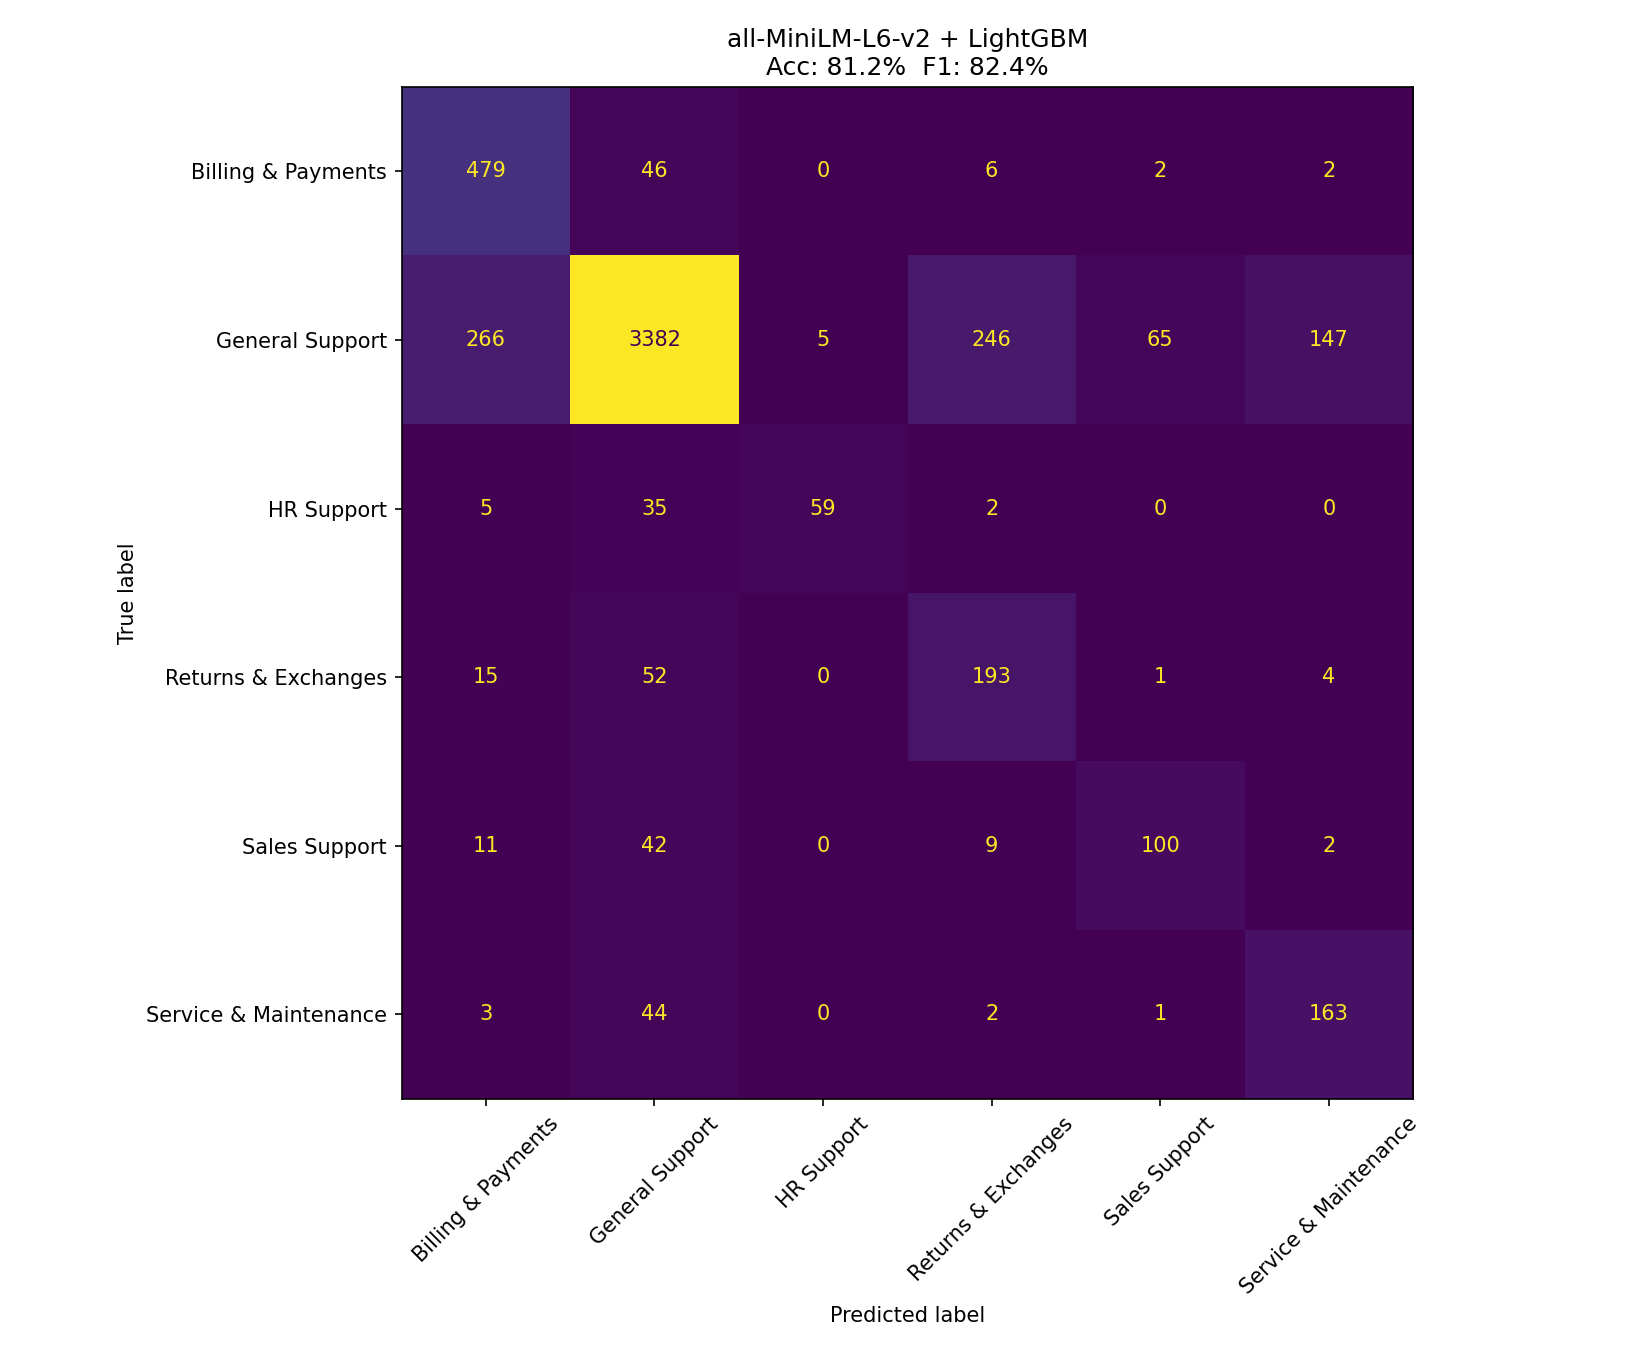 all-MiniLM-L6-v2 + LightGBM
Acc: 81.2%  F1: 82.4%
True label
Billing & Payments 479 46 0 6 2 2
General Support 266 3382 5 246 65 147
HR Support 5 35 59 2 0 0
Returns & Exchanges 15 52 0 193 1 4
Sales Support 11 42 0 9 100 2
Service & Maintenance 3 44 0 2 1 163
Billing & Payments
General Support
HR Support
Returns & Exchanges
Sales Support
Service & Maintenance
Predicted label